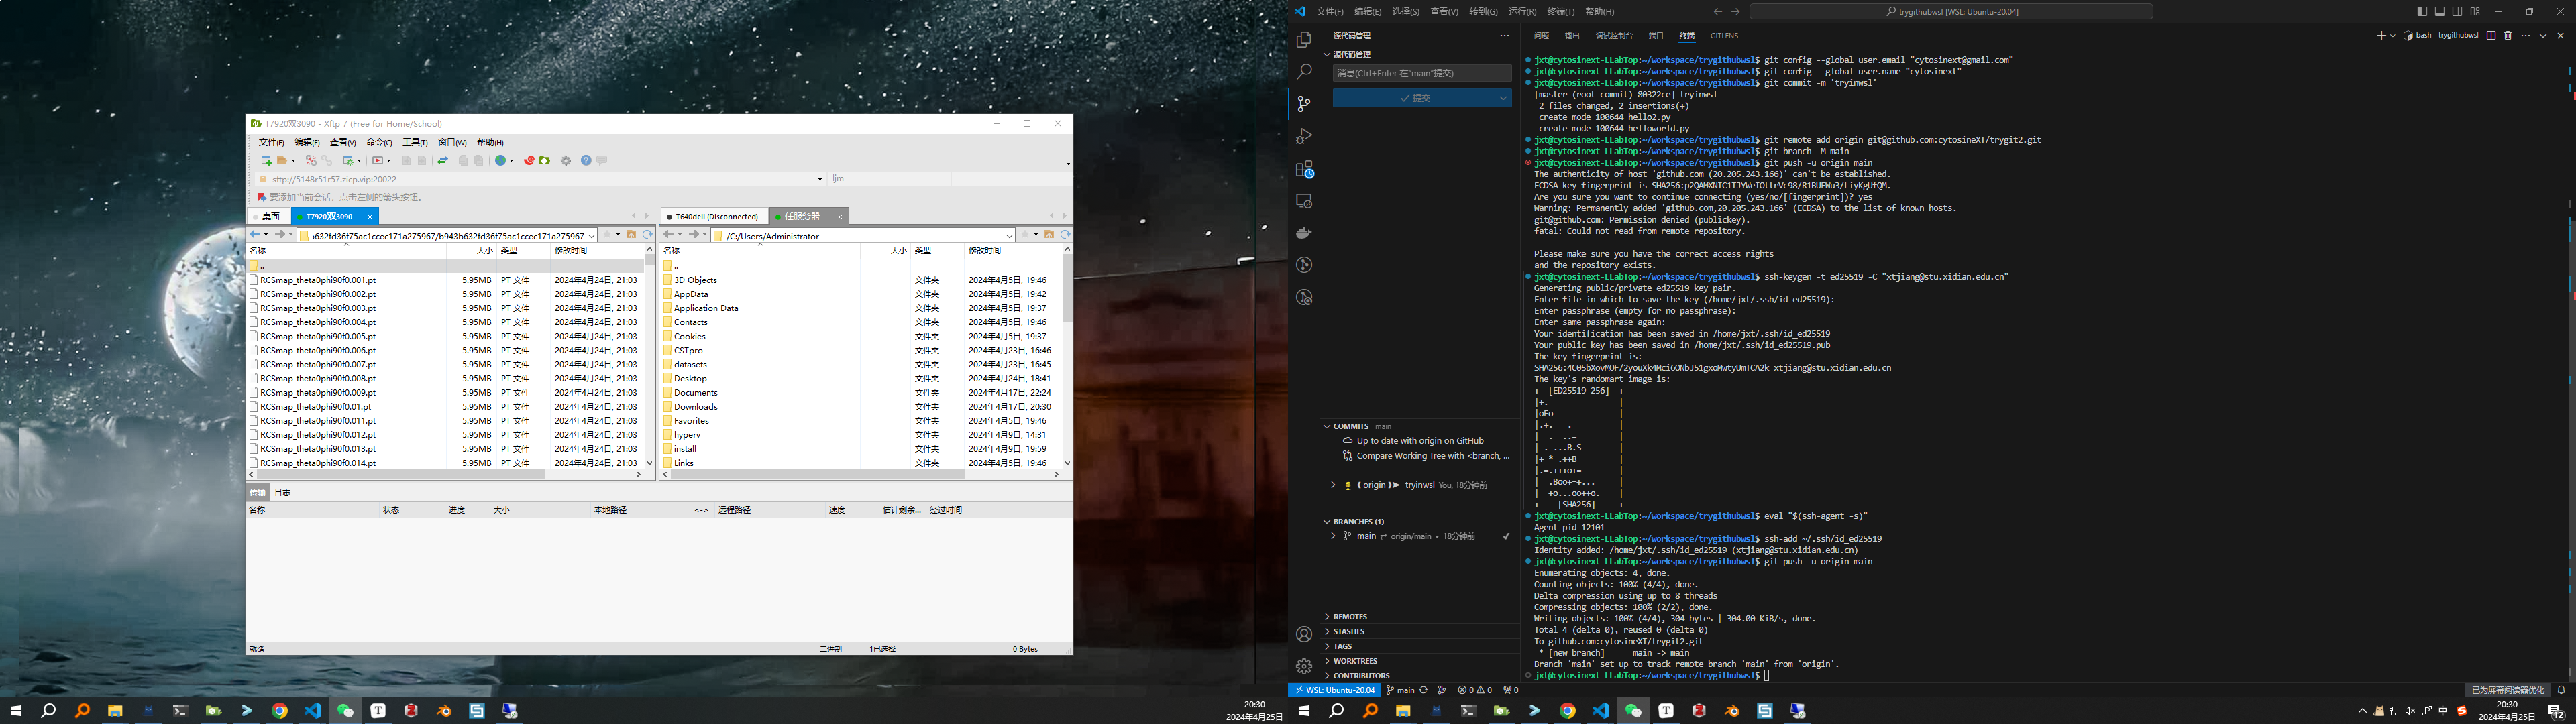 T7920双3090 - Xftp 7 (Free for Home/School)
文件(F) 编辑(E) 查看(V) 命令(C) 工具(T) 窗口(W) 帮助(H)
sftp://5148r51r57.zicp.vip:20022 ljm
要添加当前会话，点击左侧的箭头按钮。
桌面 T7920双3090 × T640dell (Disconnected) 任服务器 ×
b632fd36f75ac1ccec171a275967/b943b632fd36f75ac1ccec171a275967
名称 大小 类型 修改时间
..
RCSmap_theta0phi90f0.001.pt 5.95MB PT 文件 2024年4月24日, 21:03
RCSmap_theta0phi90f0.002.pt 5.95MB PT 文件 2024年4月24日, 21:03
RCSmap_theta0phi90f0.003.pt 5.95MB PT 文件 2024年4月24日, 21:03
RCSmap_theta0phi90f0.004.pt 5.95MB PT 文件 2024年4月24日, 21:03
RCSmap_theta0phi90f0.005.pt 5.95MB PT 文件 2024年4月24日, 21:03
RCSmap_theta0phi90f0.006.pt 5.95MB PT 文件 2024年4月24日, 21:03
RCSmap_theta0phi90f0.007.pt 5.95MB PT 文件 2024年4月24日, 21:03
RCSmap_theta0phi90f0.008.pt 5.95MB PT 文件 2024年4月24日, 21:03
RCSmap_theta0phi90f0.009.pt 5.95MB PT 文件 2024年4月24日, 21:03
RCSmap_theta0phi90f0.01.pt 5.95MB PT 文件 2024年4月24日, 21:03
RCSmap_theta0phi90f0.011.pt 5.95MB PT 文件 2024年4月24日, 21:03
RCSmap_theta0phi90f0.012.pt 5.95MB PT 文件 2024年4月24日, 21:03
RCSmap_theta0phi90f0.013.pt 5.95MB PT 文件 2024年4月24日, 21:03
RCSmap_theta0phi90f0.014.pt 5.95MB PT 文件 2024年4月24日, 21:03
/C:/Users/Administrator
名称 大小 类型 修改时间
..
3D Objects 文件夹 2024年4月5日, 19:46
AppData 文件夹 2024年4月5日, 19:42
Application Data 文件夹 2024年4月5日, 19:37
Contacts 文件夹 2024年4月5日, 19:46
Cookies 文件夹 2024年4月5日, 19:37
CSTpro 文件夹 2024年4月23日, 16:46
datasets 文件夹 2024年4月23日, 16:45
Desktop 文件夹 2024年4月24日, 18:41
Documents 文件夹 2024年4月17日, 22:24
Downloads 文件夹 2024年4月17日, 20:30
Favorites 文件夹 2024年4月5日, 19:46
hyperv 文件夹 2024年4月9日, 14:31
install 文件夹 2024年4月9日, 19:59
Links 文件夹 2024年4月5日, 19:46
传输 日志
名称 状态 进度 大小 本地路径 <-> 远程路径 速度 估计剩余... 经过时间
就绪 二进制 1已选择 0 Bytes
20:30
2024年4月25日
文件(F) 编辑(E) 选择(S) 查看(V) 转到(G) 运行(R) 终端(T) 帮助(H)
trygithubwsl [WSL: Ubuntu-20.04]
源代码管理
源代码管理
消息(Ctrl+Enter 在"main"提交)
提交
COMMITS main
Up to date with origin on GitHub
Compare Working Tree with <branch, ...
origin tryinwsl You, 18分钟前
BRANCHES (1)
main ⇄ origin/main • 18分钟前
REMOTES
STASHES
TAGS
WORKTREES
CONTRIBUTORS
问题 输出 调试控制台 端口 终端 GITLENS
bash - trygithubwsl
jxt@cytosinext-LLabTop:~/workspace/trygithubwsl$ git config --global user.email "cytosinext@gmail.com"
jxt@cytosinext-LLabTop:~/workspace/trygithubwsl$ git config --global user.name "cytosinext"
jxt@cytosinext-LLabTop:~/workspace/trygithubwsl$ git commit -m 'tryinwsl'
[master (root-commit) 80322ce] tryinwsl
2 files changed, 2 insertions(+)
create mode 100644 hello2.py
create mode 100644 helloworld.py
jxt@cytosinext-LLabTop:~/workspace/trygithubwsl$ git remote add origin git@github.com:cytosineXT/trygit2.git
jxt@cytosinext-LLabTop:~/workspace/trygithubwsl$ git branch -M main
jxt@cytosinext-LLabTop:~/workspace/trygithubwsl$ git push -u origin main
The authenticity of host 'github.com (20.205.243.166)' can't be established.
ECDSA key fingerprint is SHA256:p2QAMXNIC1TJYWeIOttrVc98/R1BUFWu3/LiyKgUfQM.
Are you sure you want to continue connecting (yes/no/[fingerprint])? yes
Warning: Permanently added 'github.com,20.205.243.166' (ECDSA) to the list of known hosts.
git@github.com: Permission denied (publickey).
fatal: Could not read from remote repository.
Please make sure you have the correct access rights
and the repository exists.
jxt@cytosinext-LLabTop:~/workspace/trygithubwsl$ ssh-keygen -t ed25519 -C "xtjiang@stu.xidian.edu.cn"
Generating public/private ed25519 key pair.
Enter file in which to save the key (/home/jxt/.ssh/id_ed25519):
Enter passphrase (empty for no passphrase):
Enter same passphrase again:
Your identification has been saved in /home/jxt/.ssh/id_ed25519
Your public key has been saved in /home/jxt/.ssh/id_ed25519.pub
The key fingerprint is:
SHA256:4C05bXovMOF/2youXk4Mci6ONbJ51gxoMwtyUmTCA2k xtjiang@stu.xidian.edu.cn
The key's randomart image is:
+--[ED25519 256]--+
|+. |
|oEo |
|.+. . |
| . ..= |
| . ...B.S |
|+ * .++B |
|.=.+++o+= |
| .Boo+=+... |
| +o...oo++o. |
+----[SHA256]-----+
jxt@cytosinext-LLabTop:~/workspace/trygithubwsl$ eval "$(ssh-agent -s)"
Agent pid 12101
jxt@cytosinext-LLabTop:~/workspace/trygithubwsl$ ssh-add ~/.ssh/id_ed25519
Identity added: /home/jxt/.ssh/id_ed25519 (xtjiang@stu.xidian.edu.cn)
jxt@cytosinext-LLabTop:~/workspace/trygithubwsl$ git push -u origin main
Enumerating objects: 4, done.
Counting objects: 100% (4/4), done.
Delta compression using up to 8 threads
Compressing objects: 100% (2/2), done.
Writing objects: 100% (4/4), 304 bytes | 304.00 KiB/s, done.
Total 4 (delta 0), reused 0 (delta 0)
To github.com:cytosineXT/trygit2.git
* [new branch] main -> main
Branch 'main' set up to track remote branch 'main' from 'origin'.
jxt@cytosinext-LLabTop:~/workspace/trygithubwsl$
WSL: Ubuntu-20.04 main 0 0 0 已为屏幕阅读器优化
中 20:30
2024年4月25日